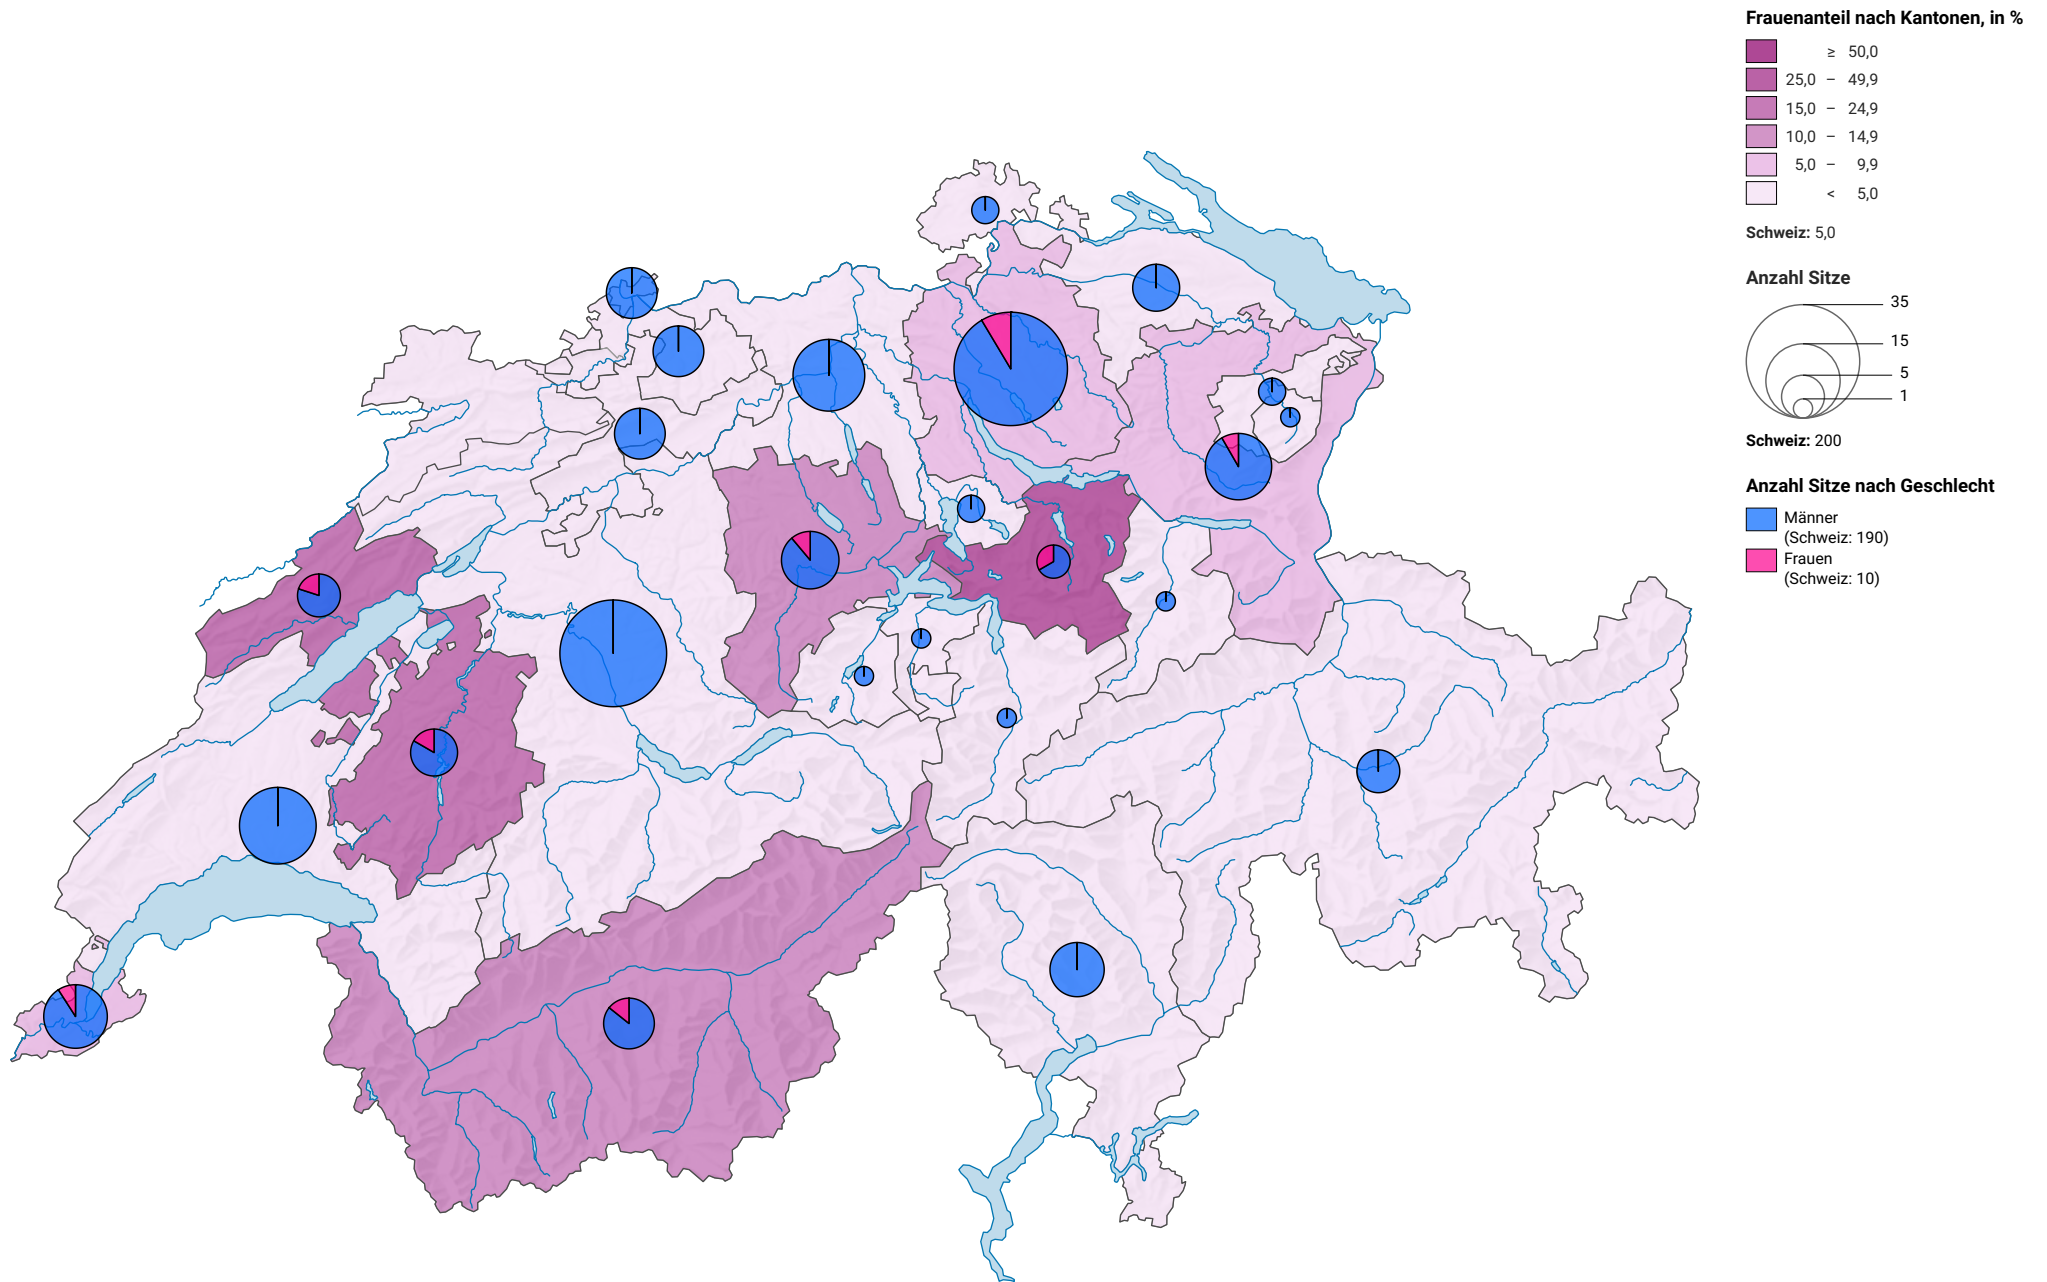 Frauenanteil nach Kantonen, in %
≥ 50,0
25,0 – 49,9
15,0 – 24,9
10,0 – 14,9
5,0 – 9,9
< 5,0
Schweiz: 5,0
Anzahl Sitze
35
15
5
1
Schweiz: 200
Anzahl Sitze nach Geschlecht
Männer
(Schweiz: 190)
Frauen
(Schweiz: 10)